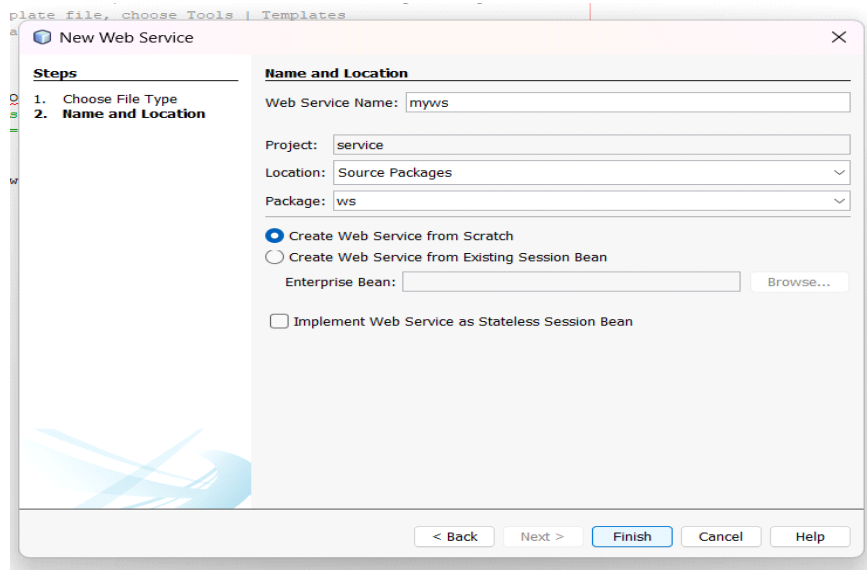 plate file, choose Tools | Templates
New Web Service
Steps
1. Choose File Type
2. Name and Location
Name and Location
Web Service Name: myws
Project: service
Location: Source Packages
Package: ws
Create Web Service from Scratch
Create Web Service from Existing Session Bean
Enterprise Bean:
Browse...
Implement Web Service as Stateless Session Bean
< Back Next > Finish Cancel Help